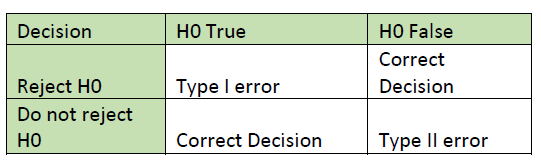 Decision H0 True H0 False
Correct
Reject H0 Type I error Decision
Do not reject
H0 Correct Decision Type II error